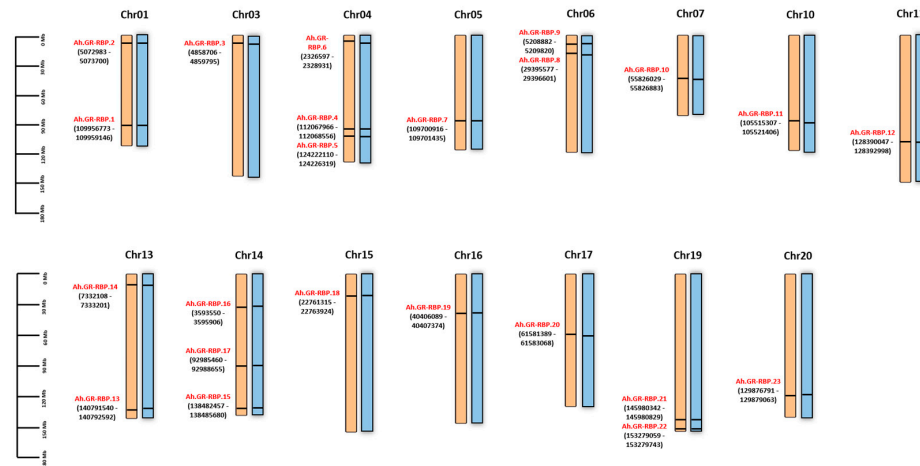 Chr01
Chr03
Chr04
Chr05
Chr06
Chr07
Chr10
0 Mb
30 Mb
60 Mb
90 Mb
120 Mb
150 Mb
180 Mb
Ah.GR-RBP.2
(5072983 -
5073700)
Ah.GR-RBP.1
(109956773 -
109959146)
Ah.GR-RBP.3
(4858706 -
4859795)
Ah.GR-
RBP.6
(2326597 -
2328931)
Ah.GR-RBP.4
(112067966 -
112068556)
Ah.GR-RBP.5
(124222110 -
124226319)
Ah.GR-RBP.7
(109700916 -
109701435)
Ah.GR-RBP.9
(5208882 -
5209820)
Ah.GR-RBP.8
(29395577 -
29396601)
Ah.GR-RBP.10
(55826029 -
55826883)
Ah.GR-RBP.11
(105515307 -
105521406)
Ah.GR-RBP.12
(128390047 -
128392998)
Chr13
Chr14
Chr15
Chr16
Chr17
Chr19
Chr20
0 Mb
30 Mb
60 Mb
90 Mb
120 Mb
150 Mb
80 Mb
Ah.GR-RBP.14
(7332108 -
7333201)
Ah.GR-RBP.13
(140791540 -
140792592)
Ah.GR-RBP.16
(3593550 -
3595906)
Ah.GR-RBP.17
(92985460 -
92988655)
Ah.GR-RBP.15
(138482457 -
138485680)
Ah.GR-RBP.18
(22761315 -
22763924)
Ah.GR-RBP.19
(40406089 -
40407374)
Ah.GR-RBP.20
(61581389 -
61583068)
Ah.GR-RBP.21
(145980342 -
145980829)
Ah.GR-RBP.22
(153279059 -
153279743)
Ah.GR-RBP.23
(129876791 -
129879063)